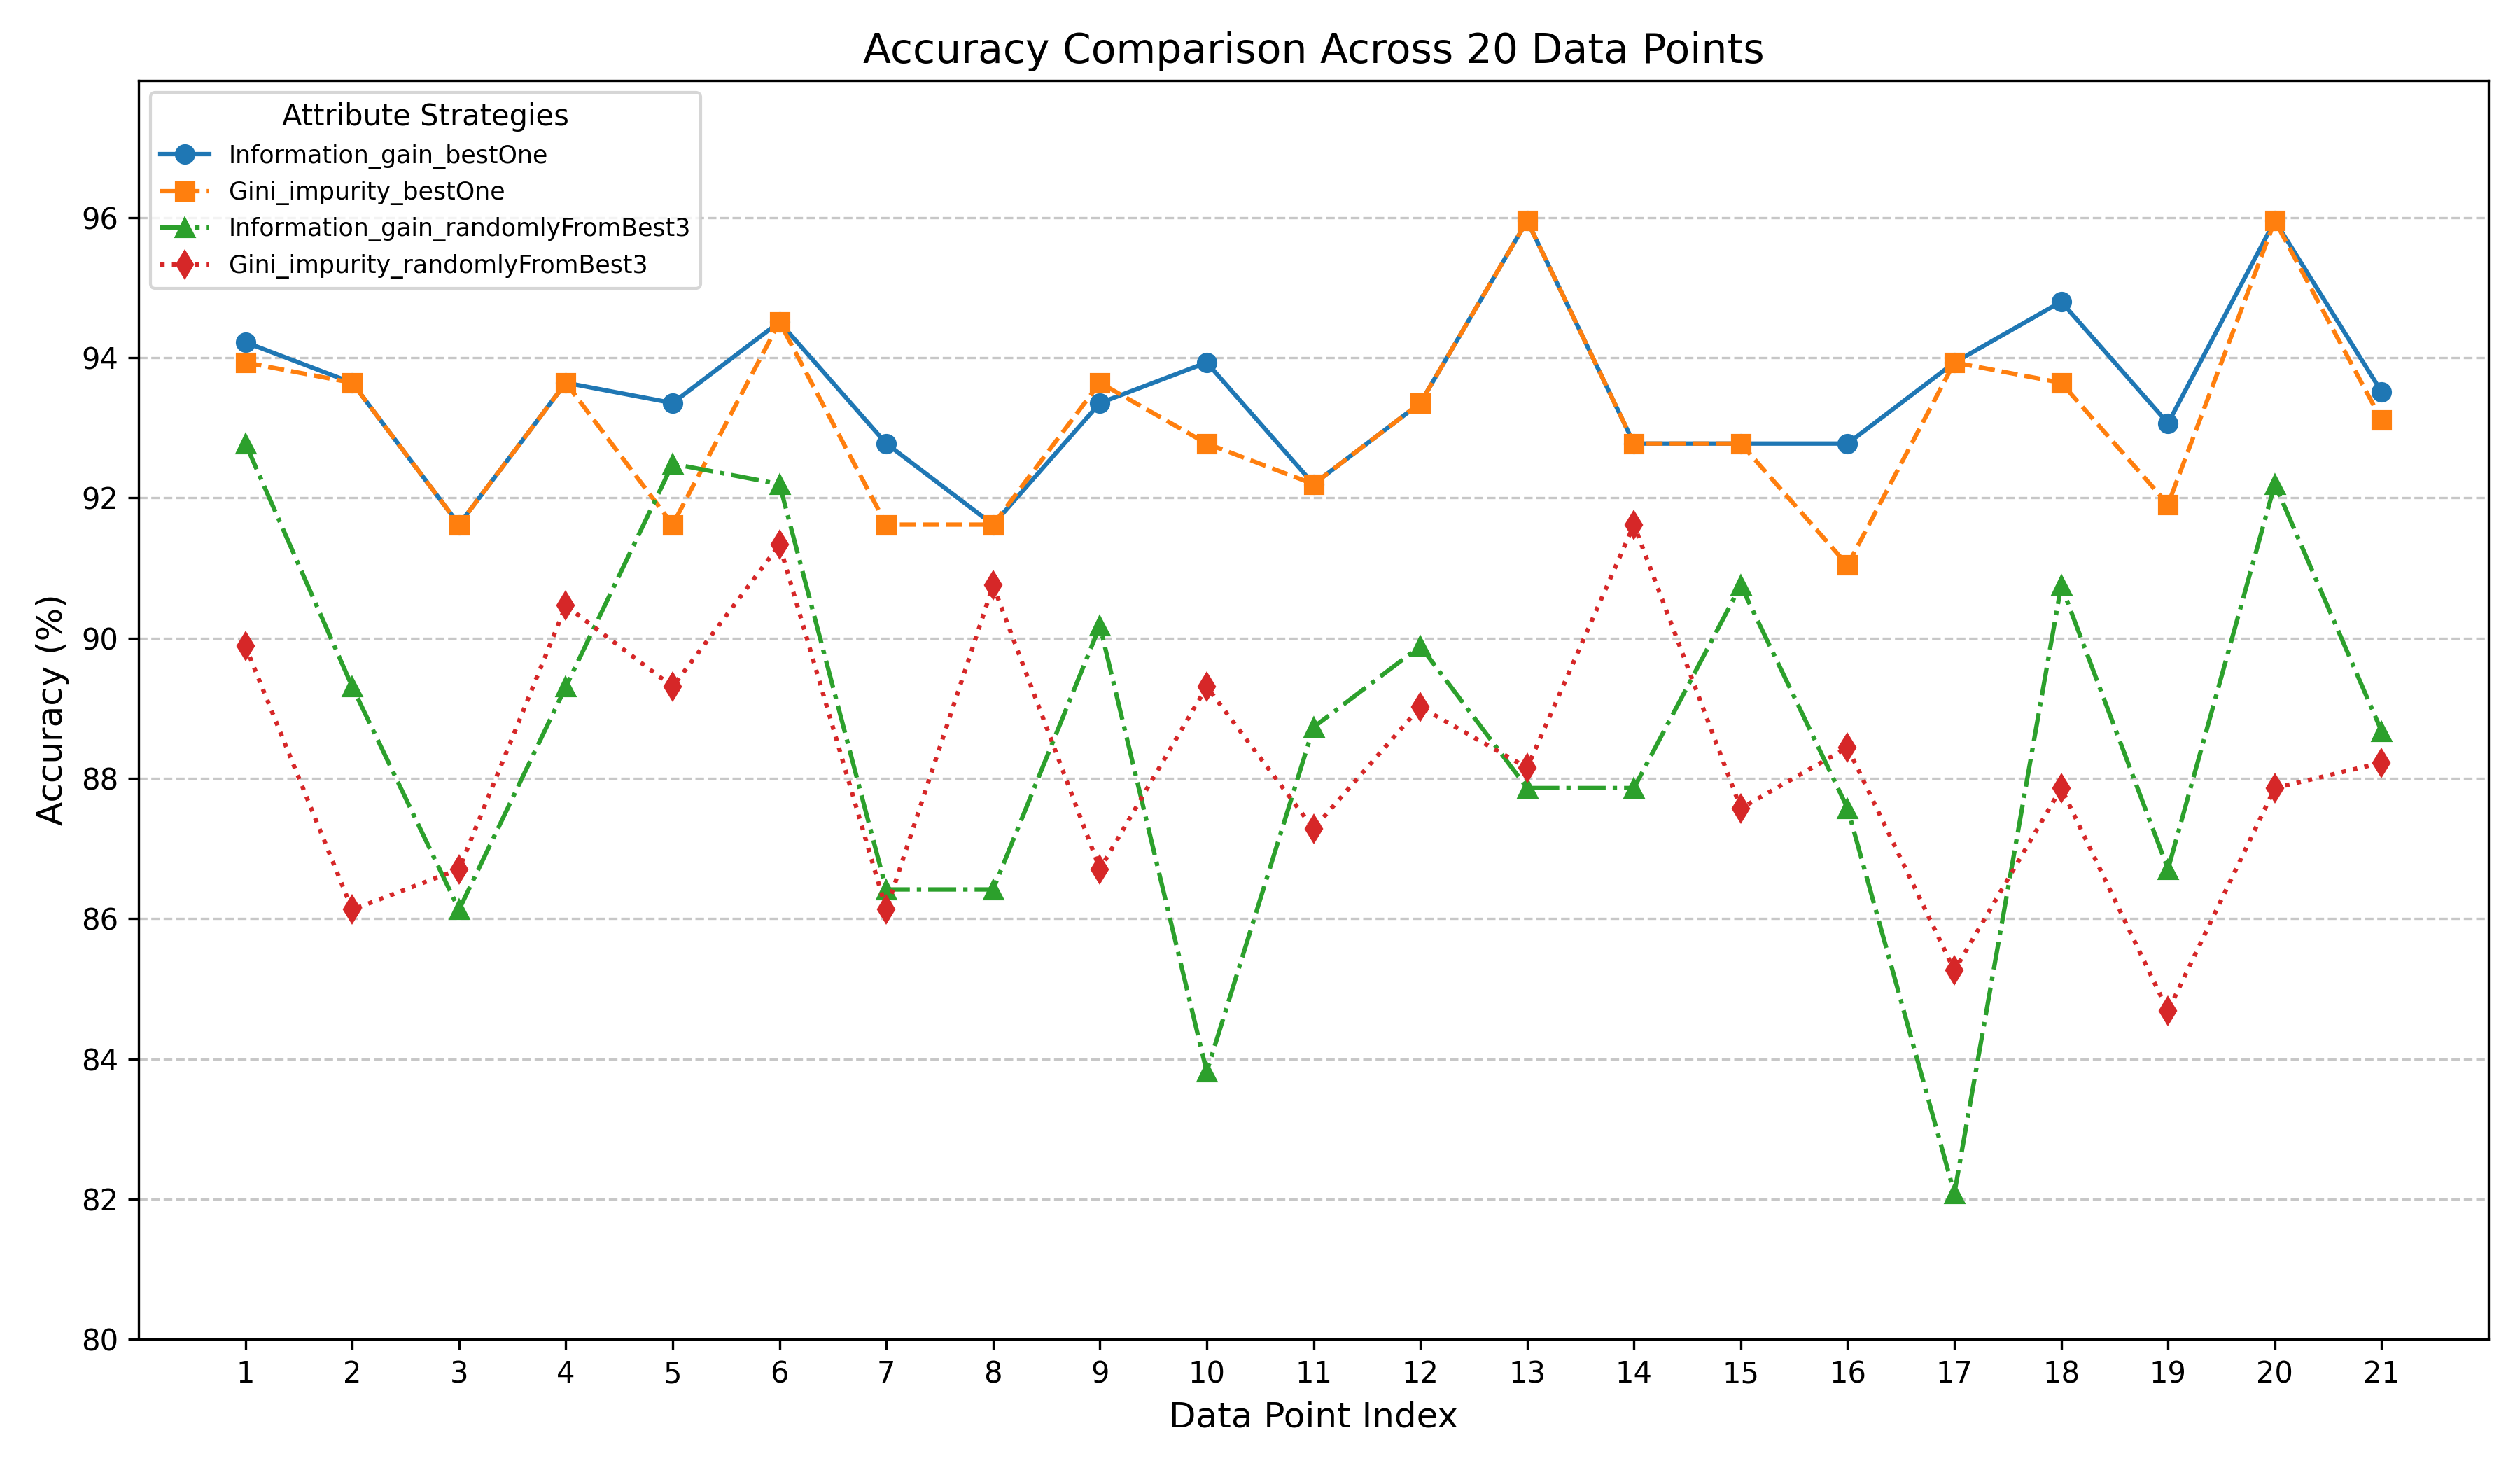 Accuracy Comparison Across 20 Data Points
Attribute Strategies
Information_gain_bestOne
Gini_impurity_bestOne
Information_gain_randomlyFromBest3
Gini_impurity_randomlyFromBest3
Accuracy (%)
96
94
92
90
88
86
84
82
80
1 2 3 4 5 6 7 8 9 10 11 12 13 14 15 16 17 18 19 20 21
Data Point Index